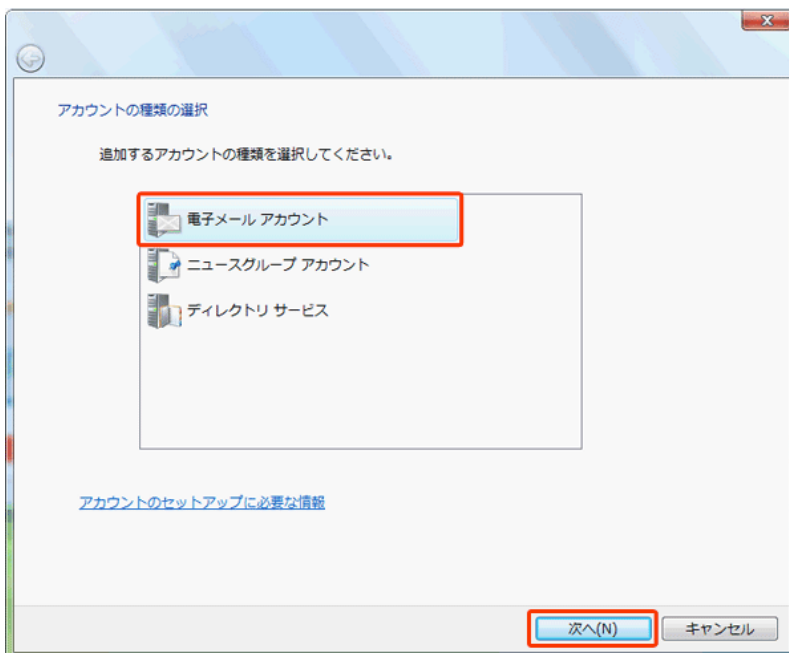 アカウントの種類の選択
追加するアカウントの種類を選択してください。
電子メール アカウント
ニュースグループ アカウント
ディレクトリ サービス
アカウントのセットアップに必要な情報
次へ(N)
キャンセル